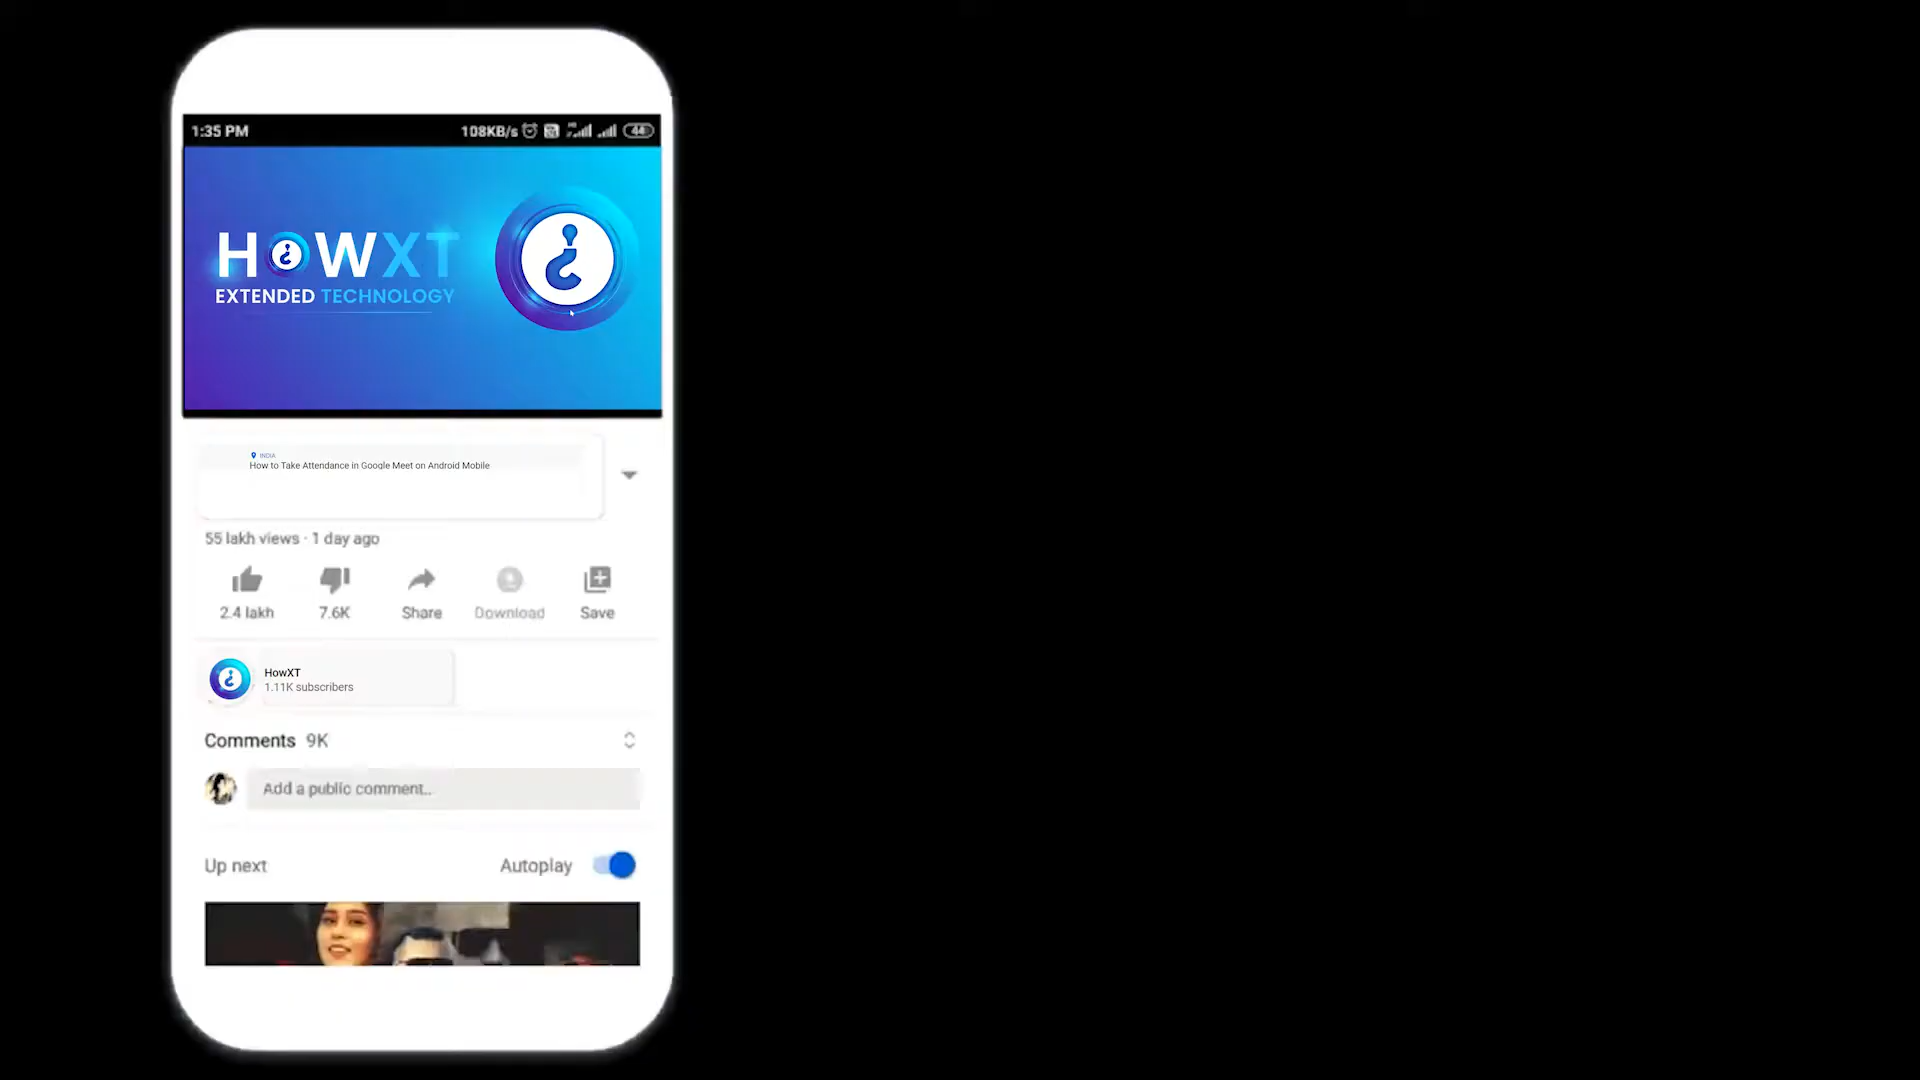 1:35 PM 108KB/s 44
HOWXT
EXTENDED TECHNOLOGY
INDIA
How to Take Attendance in Google Meet on Android Mobile
55 lakh views · 1 day ago
2.4 lakh 7.6K Share Download Save
HowXT
1.11K subscribers
Comments 9K
Add a public comment...
Up next Autoplay